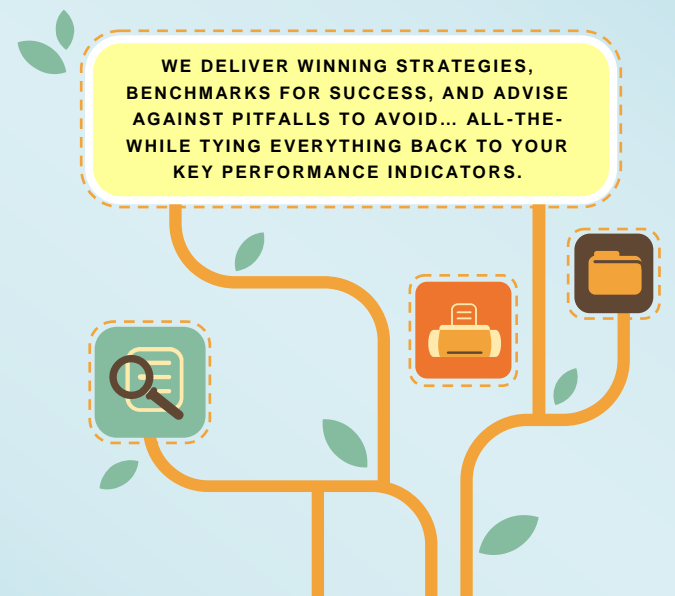 WE DELIVER WINNING STRATEGIES,
BENCHMARKS FOR SUCCESS, AND ADVISE
AGAINST PITFALLS TO AVOID... ALL-THE-
WHILE TYING EVERYTHING BACK TO YOUR
KEY PERFORMANCE INDICATORS.